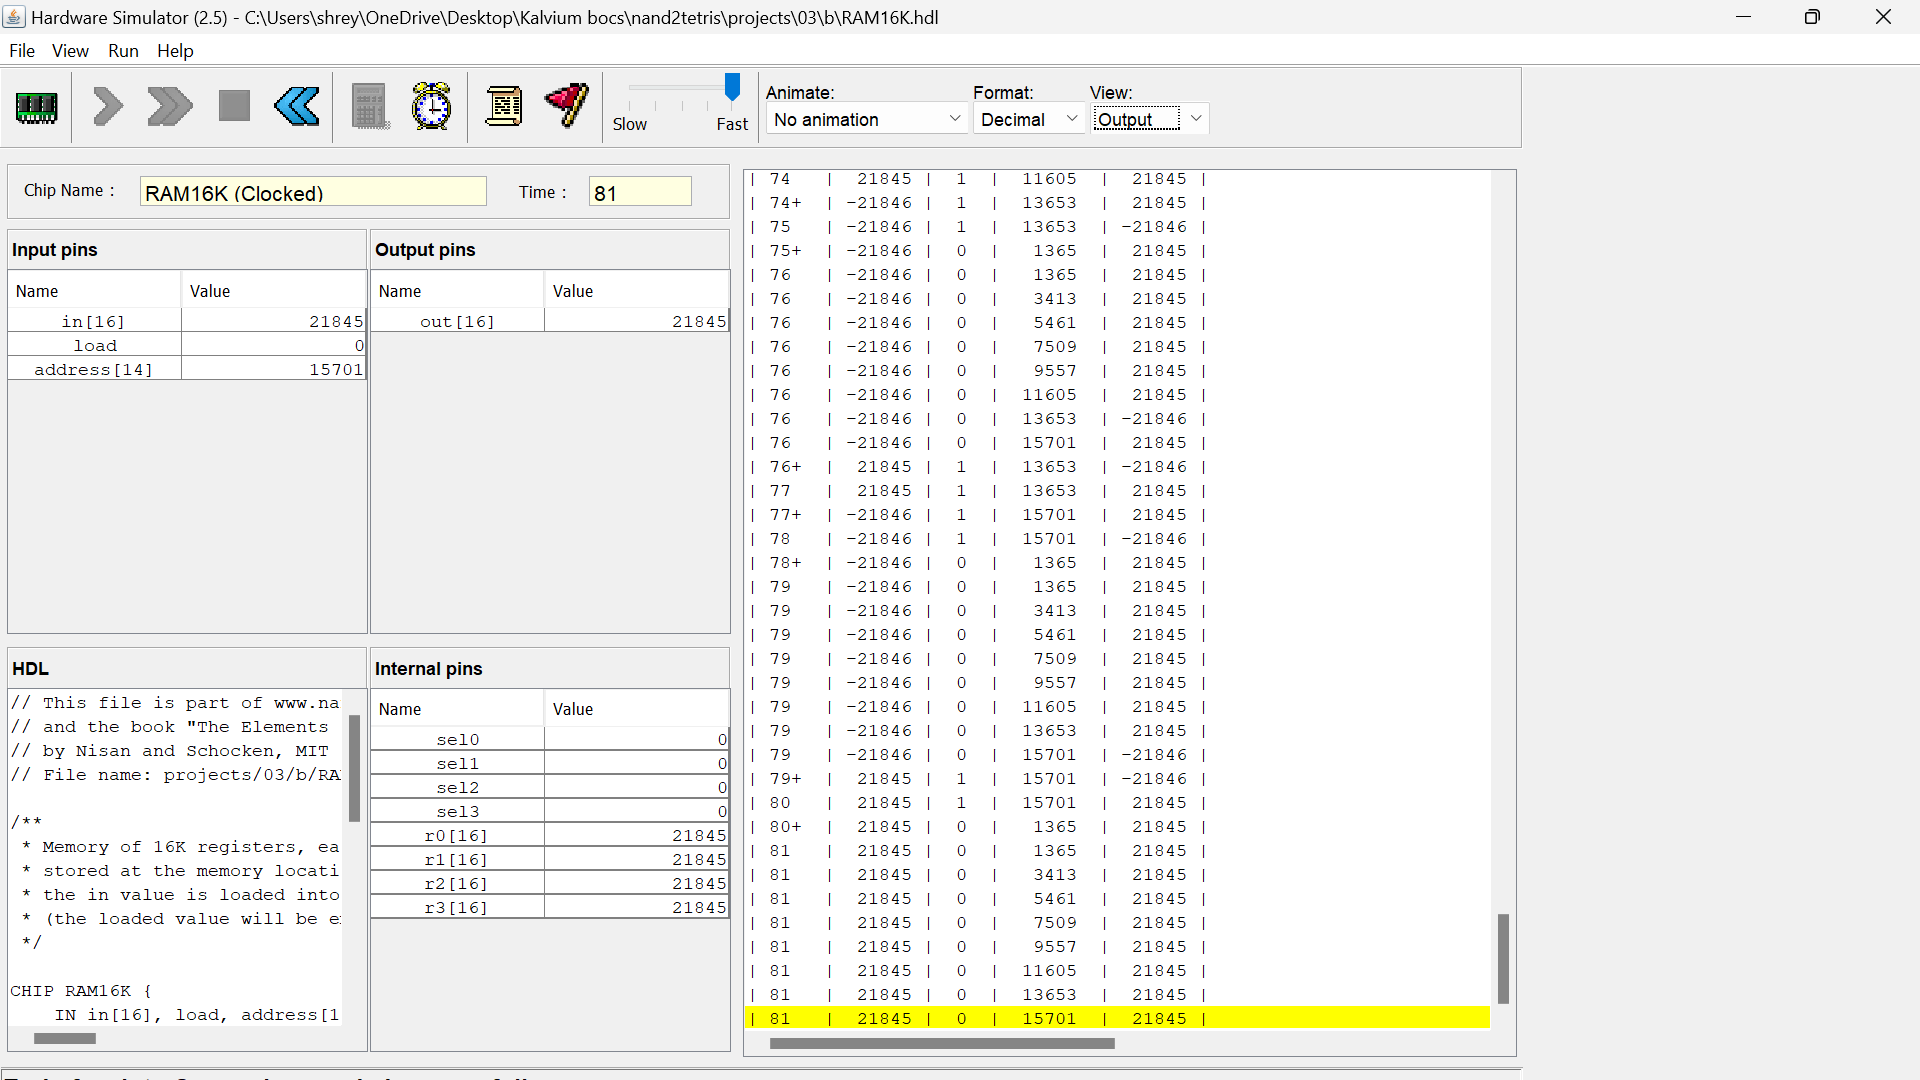 Hardware Simulator (2.5) - C:\Users\shrey\OneDrive\Desktop\Kalvium bocs\nand2tetris\projects\03\b\RAM16K.hdl
File View Run Help
Slow Fast
Animate:
No animation
Format:
Decimal
View:
Output
Chip Name :
RAM16K (Clocked)
Time :
81
Input pins
Name Value
in[16] 21845
load 0
address[14] 15701
Output pins
Name Value
out[16] 21845
HDL
// This file is part of www.na
// and the book "The Elements
// by Nisan and Schocken, MIT
// File name: projects/03/b/RA
/**
* Memory of 16K registers, ea
* stored at the memory locati
* the in value is loaded into
* (the loaded value will be e
*/
CHIP RAM16K {
IN in[16], load, address[1
Internal pins
Name Value
sel0 0
sel1 0
sel2 0
sel3 0
r0[16] 21845
r1[16] 21845
r2[16] 21845
r3[16] 21845
| 74 | 21845 | 1 | 11605 | 21845 |
| 74+ | -21846 | 1 | 13653 | 21845 |
| 75 | -21846 | 1 | 13653 | -21846 |
| 75+ | -21846 | 0 | 1365 | 21845 |
| 76 | -21846 | 0 | 1365 | 21845 |
| 76 | -21846 | 0 | 3413 | 21845 |
| 76 | -21846 | 0 | 5461 | 21845 |
| 76 | -21846 | 0 | 7509 | 21845 |
| 76 | -21846 | 0 | 9557 | 21845 |
| 76 | -21846 | 0 | 11605 | 21845 |
| 76 | -21846 | 0 | 13653 | -21846 |
| 76 | -21846 | 0 | 15701 | 21845 |
| 76+ | 21845 | 1 | 13653 | -21846 |
| 77 | 21845 | 1 | 13653 | 21845 |
| 77+ | -21846 | 1 | 15701 | 21845 |
| 78 | -21846 | 1 | 15701 | -21846 |
| 78+ | -21846 | 0 | 1365 | 21845 |
| 79 | -21846 | 0 | 1365 | 21845 |
| 79 | -21846 | 0 | 3413 | 21845 |
| 79 | -21846 | 0 | 5461 | 21845 |
| 79 | -21846 | 0 | 7509 | 21845 |
| 79 | -21846 | 0 | 9557 | 21845 |
| 79 | -21846 | 0 | 11605 | 21845 |
| 79 | -21846 | 0 | 13653 | 21845 |
| 79 | -21846 | 0 | 15701 | -21846 |
| 79+ | 21845 | 1 | 15701 | -21846 |
| 80 | 21845 | 1 | 15701 | 21845 |
| 80+ | 21845 | 0 | 1365 | 21845 |
| 81 | 21845 | 0 | 1365 | 21845 |
| 81 | 21845 | 0 | 3413 | 21845 |
| 81 | 21845 | 0 | 5461 | 21845 |
| 81 | 21845 | 0 | 7509 | 21845 |
| 81 | 21845 | 0 | 9557 | 21845 |
| 81 | 21845 | 0 | 11605 | 21845 |
| 81 | 21845 | 0 | 13653 | 21845 |
| 81 | 21845 | 0 | 15701 | 21845 |